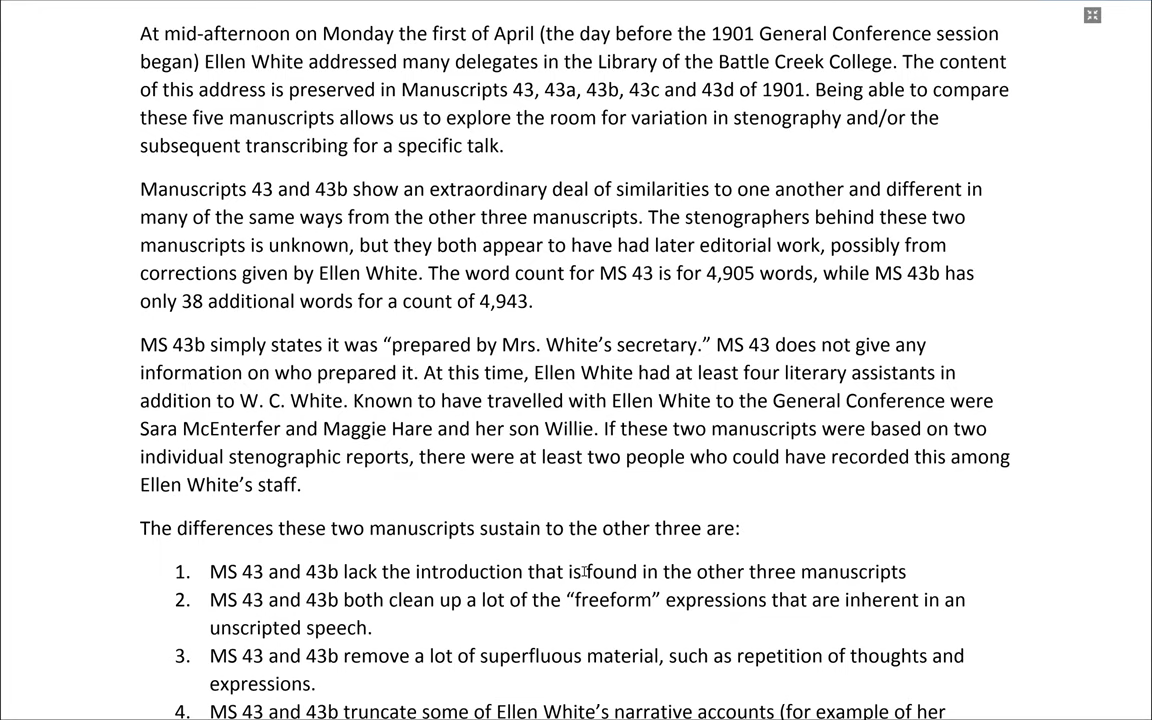 At mid-afternoon on Monday the first of April (the day before the 1901 General Conference session
began) Ellen White addressed many delegates in the Library of the Battle Creek College. The content
of this address is preserved in Manuscripts 43, 43a, 43b, 43c and 43d of 1901. Being able to compare
these five manuscripts allows us to explore the room for variation in stenography and/or the
subsequent transcribing for a specific talk.
Manuscripts 43 and 43b show an extraordinary deal of similarities to one another and different in
many of the same ways from the other three manuscripts. The stenographers behind these two
manuscripts is unknown, but they both appear to have had later editorial work, possibly from
corrections given by Ellen White. The word count for MS 43 is for 4,905 words, while MS 43b has
only 38 additional words for a count of 4,943.
MS 43b simply states it was “prepared by Mrs. White’s secretary.” MS 43 does not give any
information on who prepared it. At this time, Ellen White had at least four literary assistants in
addition to W. C. White. Known to have travelled with Ellen White to the General Conference were
Sara McEnterfer and Maggie Hare and her son Willie. If these two manuscripts were based on two
individual stenographic reports, there were at least two people who could have recorded this among
Ellen White’s staff.
The differences these two manuscripts sustain to the other three are:
1. MS 43 and 43b lack the introduction that is found in the other three manuscripts
2. MS 43 and 43b both clean up a lot of the “freeform” expressions that are inherent in an
unscripted speech.
3. MS 43 and 43b remove a lot of superfluous material, such as repetition of thoughts and
expressions.
4. MS 43 and 43b truncate some of Ellen White’s narrative accounts (for example of her